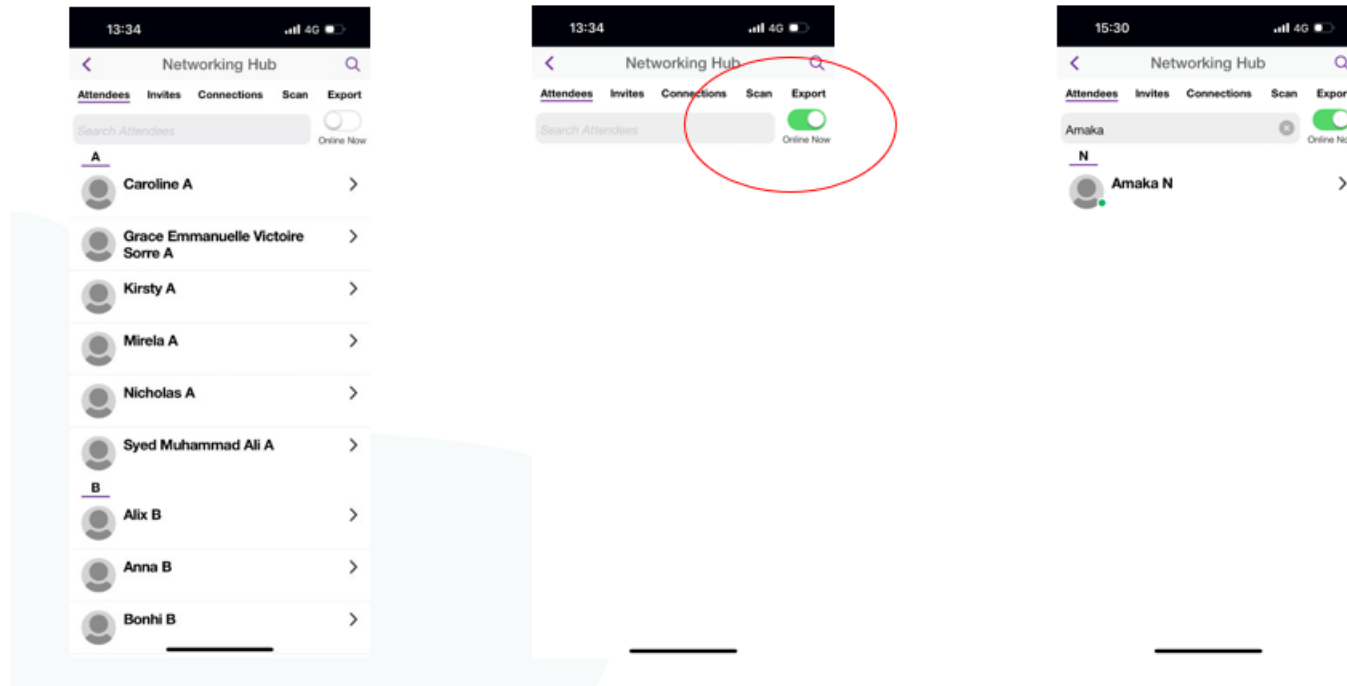 13:34
4G
Networking Hub
Attendees Invites Connections Scan Export
Search Attendees
Online Now
A
Caroline A
Grace Emmanuelle Victoire
Sorre A
Kirsty A
Mirela A
Nicholas A
Syed Muhammad Ali A
B
Alix B
Anna B
Bonhi B
13:34
4G
Networking Hub
Attendees Invites Connections Scan Export
Search Attendees
Online Now
15:30
4G
Networking Hub
Attendees Invites Connections Scan Export
Amaka
Online No
N
Amaka N